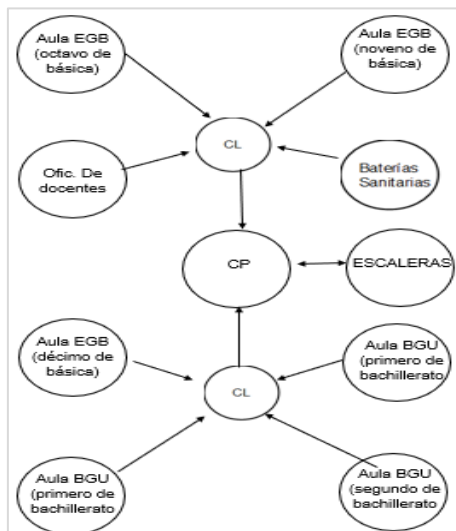 Aula EGB
(octavo de
básica)
Aula EGB
(noveno de
básica)
CL
Ofic. De
docentes
Baterías
Sanitarias
CP
ESCALERAS
Aula EGB
(décimo de
básica)
Aula BGU
(primero de
bachillerato
CL
Aula BGU
(primero de
bachillerato
Aula BGU
(segundo de
bachillerato